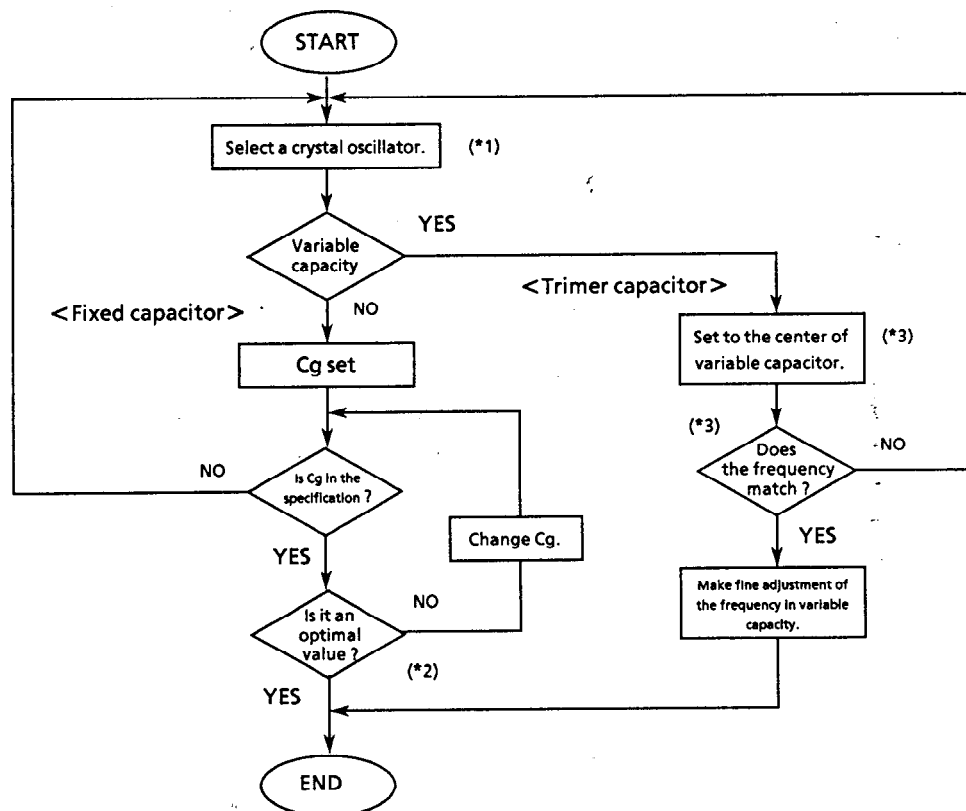 START
Select a crystal oscillator.
(*1)
Variable
capacity
YES
<Fixed capacitor>
NO
<Trimer capacitor>
Cg set
Set to the center of
variable capacitor.
(*3)
(*3)
Does
the frequency
match ?
NO
NO
Is Cg in the
specification ?
YES
Change Cg.
YES
Make fine adjustment of
the frequency in variable
capacity.
Is it an
optimal
value ?
NO
(*2)
YES
END